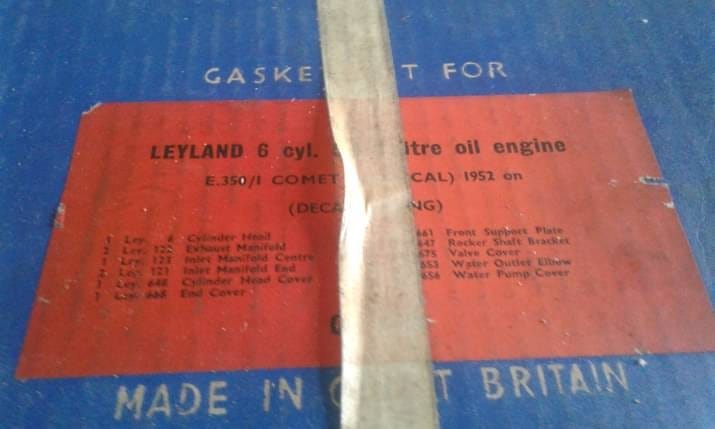 GASKE T FOR
LEYLAND 6 cyl. itre oil engine
E.350/1 COMET CAL) 1952 on
(DECA NG)
1 Ley. 6 Cylinder Head
2 Ley. 122 Exhaust Manifold
1 Ley. 123 Inlet Manifold Centre
2 Ley. 121 Inlet Manifold End
1 Ley. 648 Cylinder Head Cover
1 Ley. End Cover
661 Front Support Plate
647 Rocker Shaft Bracket
675 Valve Cover
653 Water Outlet Elbow
656 Water Pump Cover
MADE IN T BRITAIN